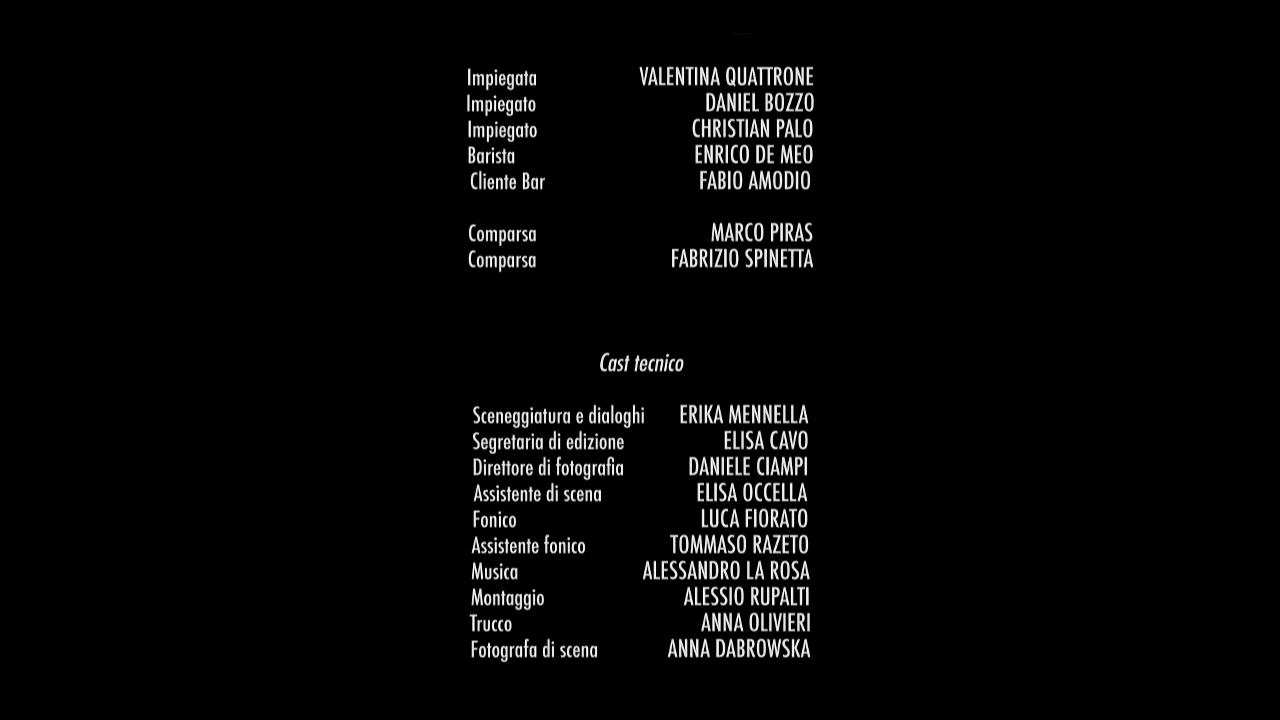 Impiegata VALENTINA QUATTRONE
Impiegato DANIEL BOZZO
Impiegato CHRISTIAN PALO
Barista ENRICO DE MEO
Cliente Bar FABIO AMODIO
Comparsa MARCO PIRAS
Comparsa FABRIZIO SPINETTA
Cast tecnico
Sceneggiatura e dialoghi ERIKA MENNELLA
Segretaria di edizione ELISA CAVO
Direttore di fotografia DANIELE CIAMPI
Assistente di scena ELISA OCCELLA
Fonico LUCA FIORATO
Assistente fonico TOMMASO RAZETO
Musica ALESSANDRO LA ROSA
Montaggio ALESSIO RUPALTI
Trucco ANNA OLIVIERI
Fotografa di scena ANNA DABROWSKA